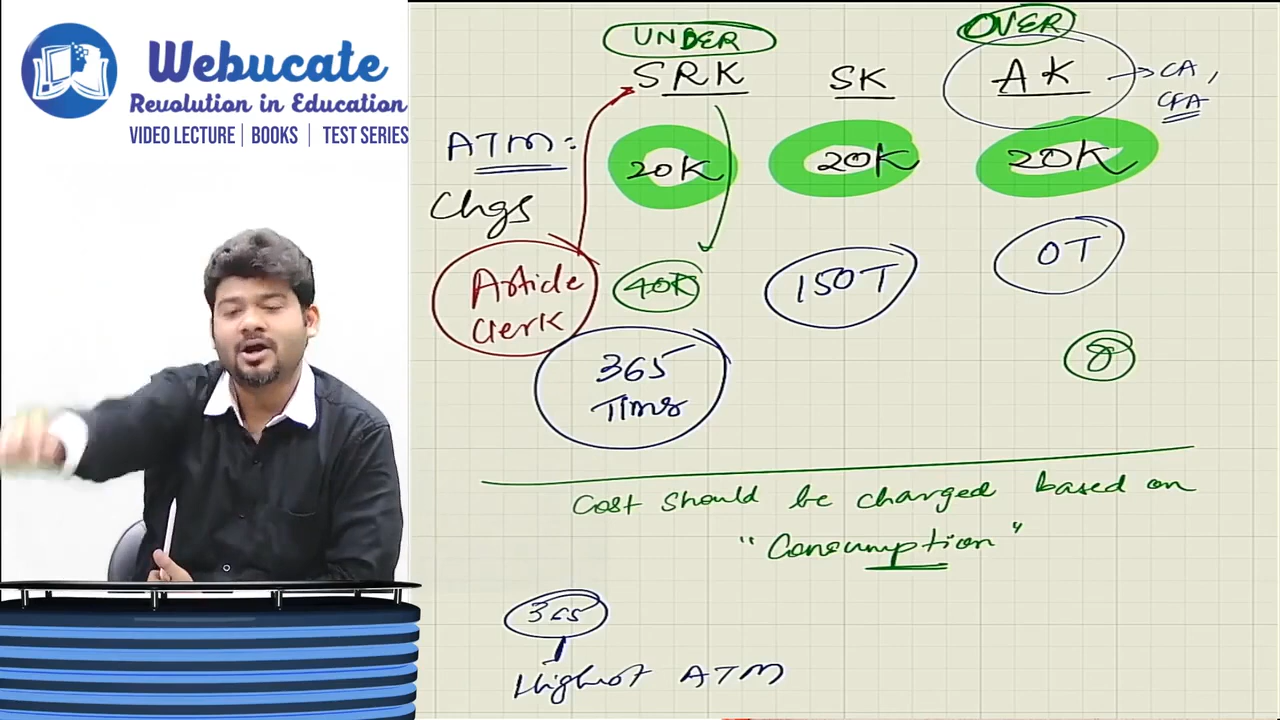 Webucate
Revolution in Education
VIDEO LECTURE | BOOKS | TEST SERIES
UNDER
OVER
SRK
SK
AK
CA,
CFA
ATM:
Chgs
20K
20K
20K
Article
Clerk
40K
150T
0T
365
Times
8
Cost should be charged based on
"Consumption"
365
Highest ATM